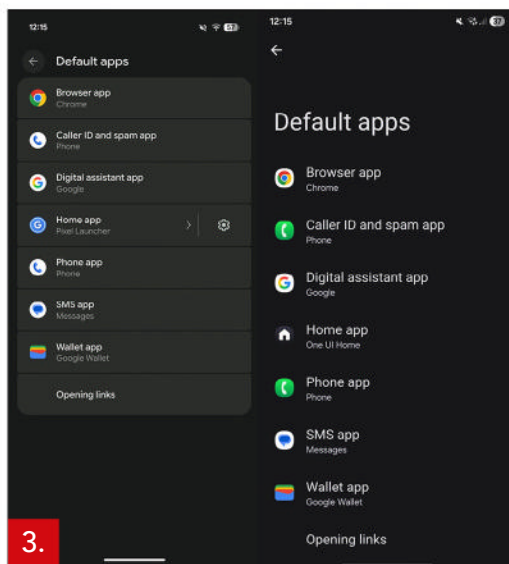 12:15
57
Default apps
Browser app
Chrome
Caller ID and spam app
Phone
Digital assistant app
Google
Home app
Pixel Launcher
Phone app
Phone
SMS app
Messages
Wallet app
Google Wallet
Opening links
3.
12:15
37
Default apps
Browser app
Chrome
Caller ID and spam app
Phone
Digital assistant app
Google
Home app
One UI Home
Phone app
Phone
SMS app
Messages
Wallet app
Google Wallet
Opening links